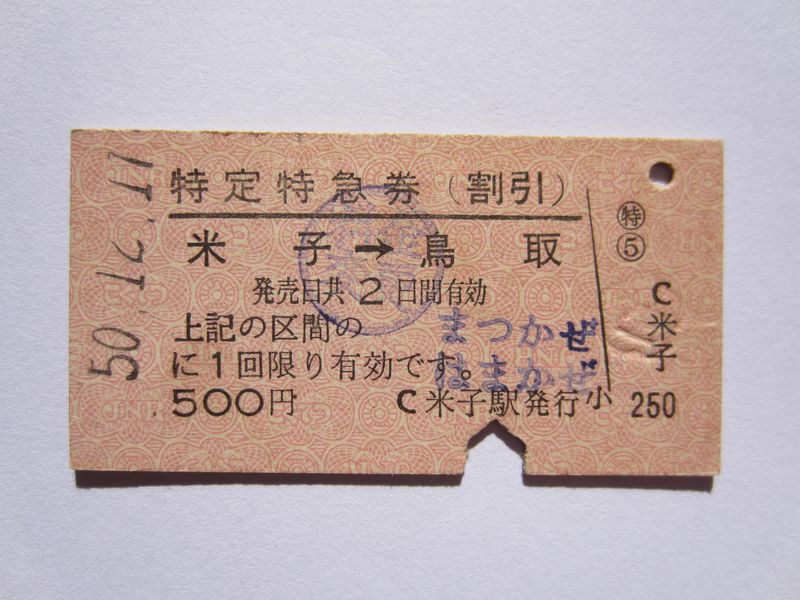 50.12.11
特定特急券(割引)
米子→鳥取
発売日共2日間有効
上記の区間の まつかぜ
に1回限り有効です。 はまかぜ
500円 C米子駅発行
小
特
5
C米子
250